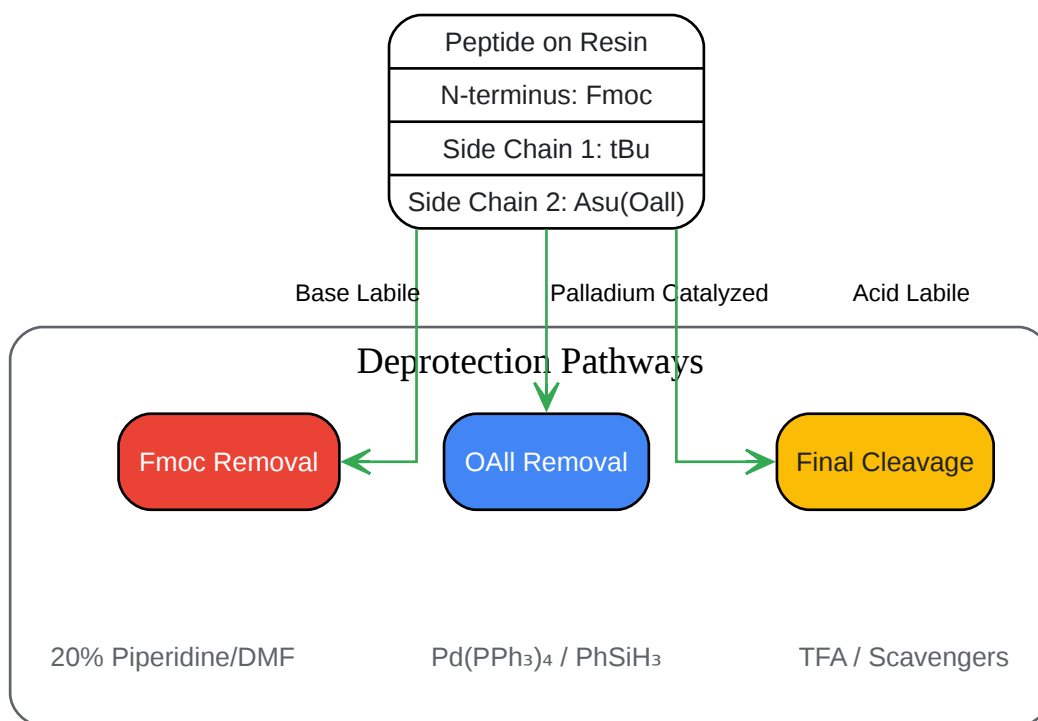 Peptide on Resin
N-terminus: Fmoc
Side Chain 1: tBu
Side Chain 2: Asu(Oall)
Base Labile
Palladium Catalyzed
Acid Labile
Deprotection Pathways
Fmoc Removal
OAll Removal
Final Cleavage
20% Piperidine/DMF
Pd(PPh₃)₄ / PhSiH₃
TFA / Scavengers